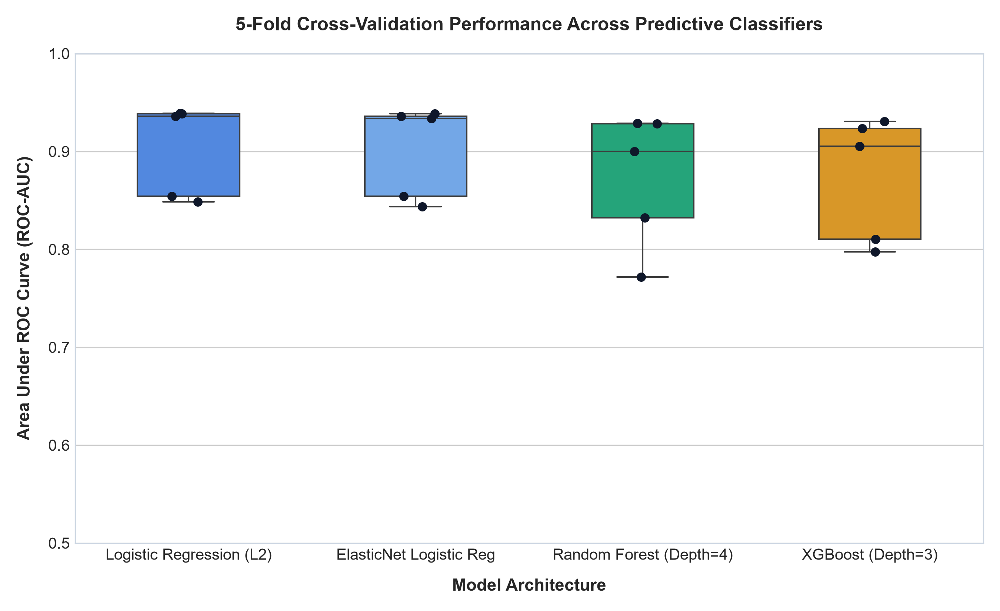 5-Fold Cross-Validation Performance Across Predictive Classifiers
Area Under ROC Curve (ROC-AUC)
1.0
0.9
0.8
0.7
0.6
0.5
Logistic Regression (L2)
ElasticNet Logistic Reg
Random Forest (Depth=4)
XGBoost (Depth=3)
Model Architecture